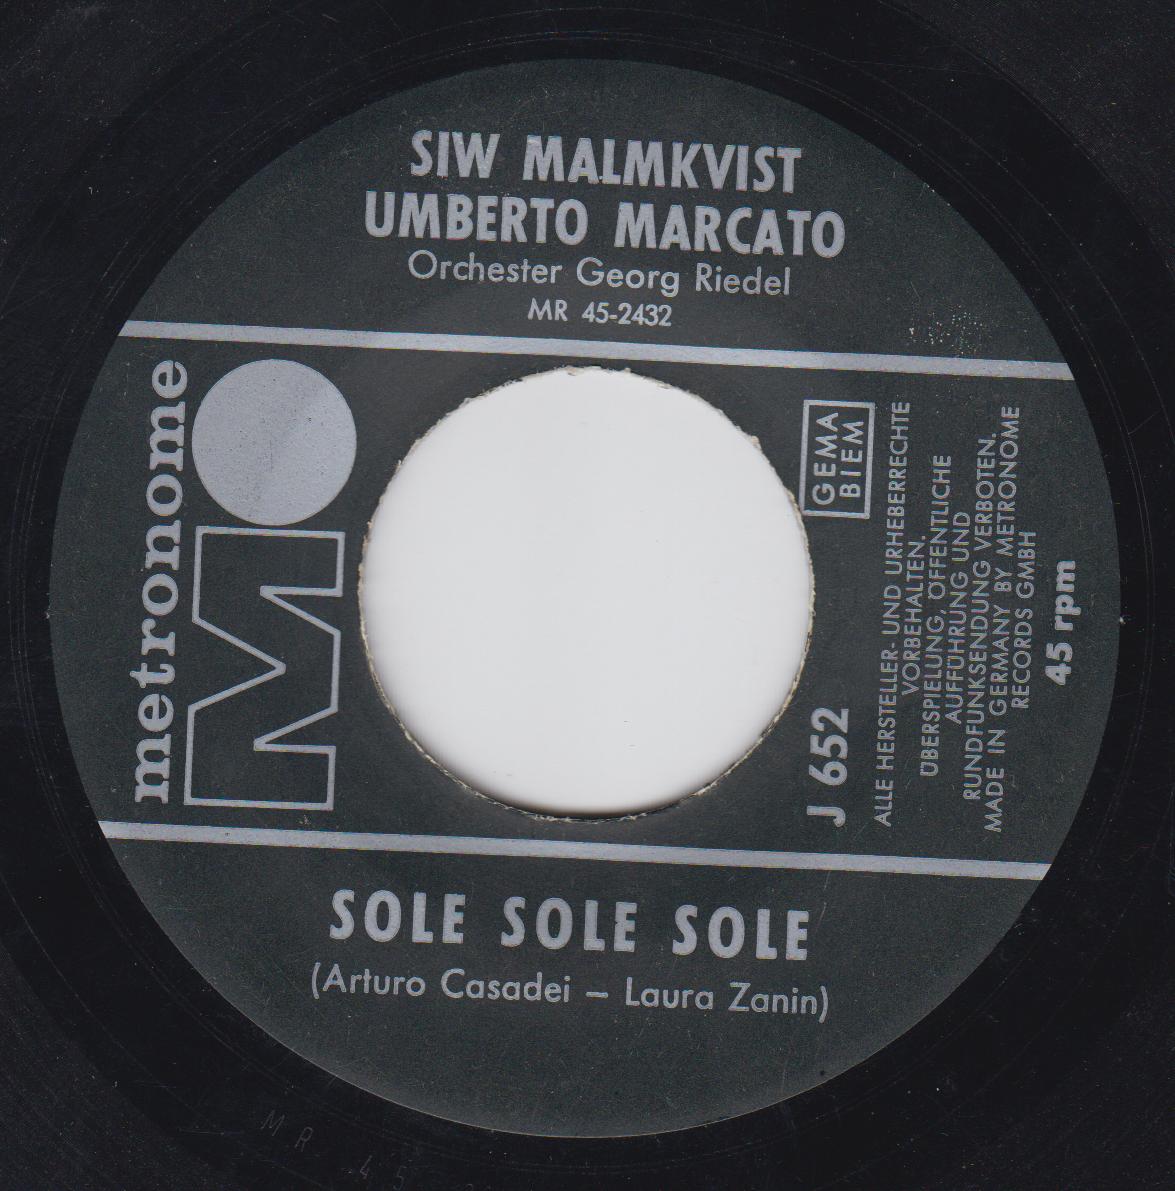 SIW MALMKVIST
UMBERTO MARCATO
Orchester Georg Riedel
MR 45-2432
metronome
M
GEMA
BIEM
J 652
ALLE HERSTELLER- UND URHEBERRECHTE
VORBEHALTEN.
ÜBERSPIELUNG, ÖFFENTLICHE
AUFFÜHRUNG UND
RUNDFUNKSENDUNG VERBOTEN.
MADE IN GERMANY BY METRONOME
RECORDS GMBH
45 rpm
SOLE SOLE SOLE
(Arturo Casadei – Laura Zanin)
MR 45